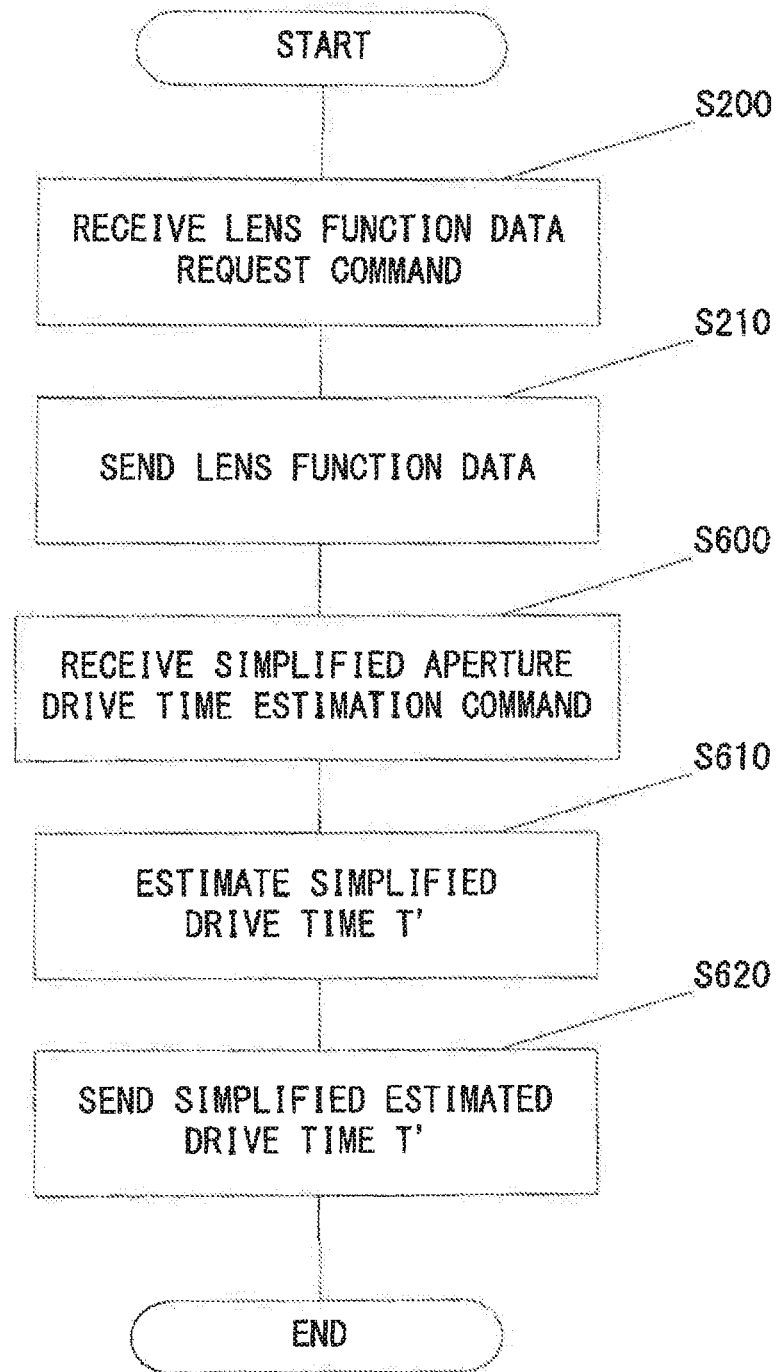 START
S200
RECEIVE LENS FUNCTION DATA
REQUEST COMMAND
S210
SEND LENS FUNCTION DATA
S600
RECEIVE SIMPLIFIED APERTURE
DRIVE TIME ESTIMATION COMMAND
S610
ESTIMATE SIMPLIFIED
DRIVE TIME T'
S620
SEND SIMPLIFIED ESTIMATED
DRIVE TIME T'
END